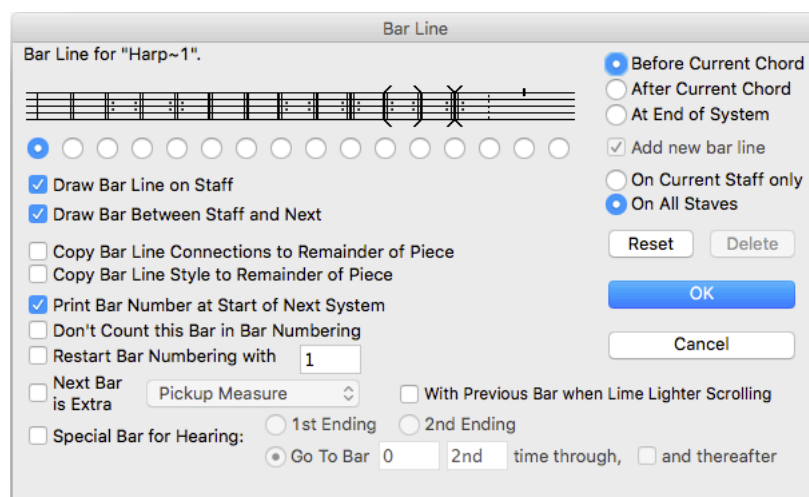 Bar Line
Bar Line for "Harp~1".
Before Current Chord
After Current Chord
At End of System
Add new bar line
On Current Staff only
On All Staves
Reset
Delete
OK
Cancel
Draw Bar Line on Staff
Draw Bar Between Staff and Next
Copy Bar Line Connections to Remainder of Piece
Copy Bar Line Style to Remainder of Piece
Print Bar Number at Start of Next System
Don't Count this Bar in Bar Numbering
Restart Bar Numbering with 1
Next Bar
is Extra
Pickup Measure
With Previous Bar when Lime Lighter Scrolling
Special Bar for Hearing:
1st Ending
2nd Ending
Go To Bar 0 2nd time through, and thereafter